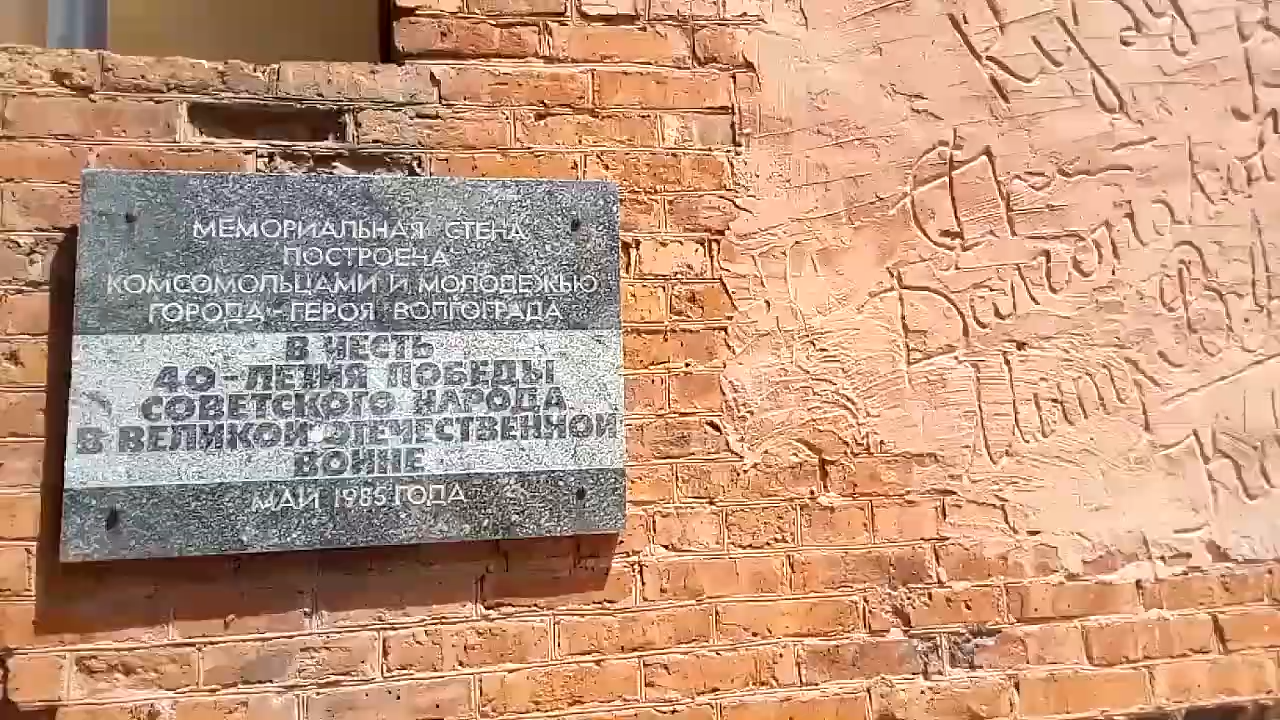 МЕМОРИАЛЬНАЯ СТЕНА
ПОСТРОЕНА
КОМСОМОЛЬЦАМИ И МОЛОДЕЖЬЮ
ГОРОДА-ГЕРОЯ ВОЛГОГРАДА
В ЧЕСТЬ
40-ЛЕТИЯ ПОБЕДЫ
СОВЕТСКОГО НАРОДА
В ВЕЛИКОЙ ОТЕЧЕСТВЕННОЙ
ВОЙНЕ
МАЙ 1985 ГОДА